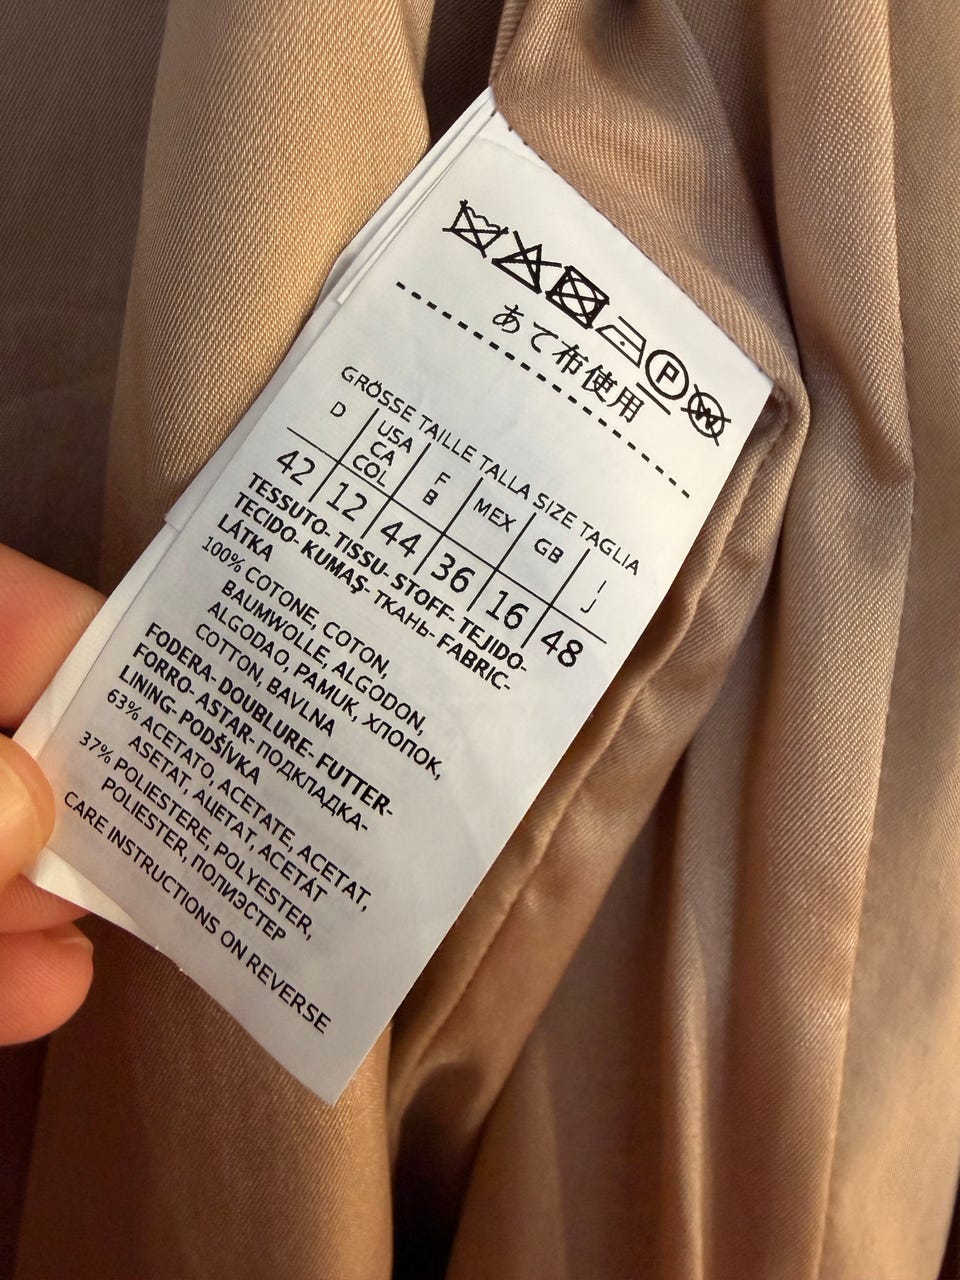 P W
あて布使用
GRÖSSE TAILLE TALLA SIZE TAGLIA
D USA CA COL F B MEX GB I J
42 12 44 36 16 48
TESSUTO- TISSU- STOFF- TEJIDO-
TECIDO- KUMAŞ- ТКАНЬ- FABRIC-
LÁTKA
100% COTONE, COTON,
BAUMWOLLE, ALGODON,
ALGODAO, PAMUK, ХЛОПОК,
COTTON, BAVLNA
FODERA- DOUBLURE- FUTTER-
FORRO- ASTAR- ПОДКЛАДКА-
LINING- PODŠÍVKA
63% ACETATO, ACETATE, ACETAT,
ASETAT, АЦЕТАТ, ACETÁT
37% POLIESTERE, POLYESTER,
POLIESTER, ПОЛИЭСТЕР
CARE INSTRUCTIONS ON REVERSE